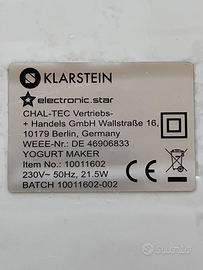 KLARSTEIN
electronic.star
CHAL-TEC Vertriebs-
+ Handels GmbH Wallstraße 16,
10179 Berlin, Germany
WEEE-Nr.: DE 46906833
YOGURT MAKER
Item No.: 10011602
230V~ 50Hz, 21.5W
BATCH 10011602-002
subito